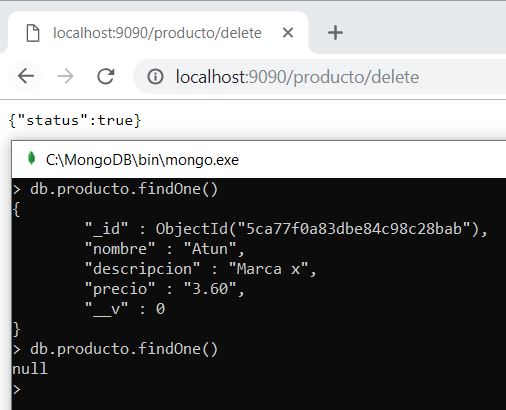 localhost:9090/producto/delete
localhost:9090/producto/delete
{"status":true}
C:\MongoDB\bin\mongo.exe
> db.producto.findOne()
{
"_id" : ObjectId("5ca77f0a83dbe84c98c28bab"),
"nombre" : "Atun",
"descripcion" : "Marca x",
"precio" : "3.60",
"__v" : 0
}
> db.producto.findOne()
null
>